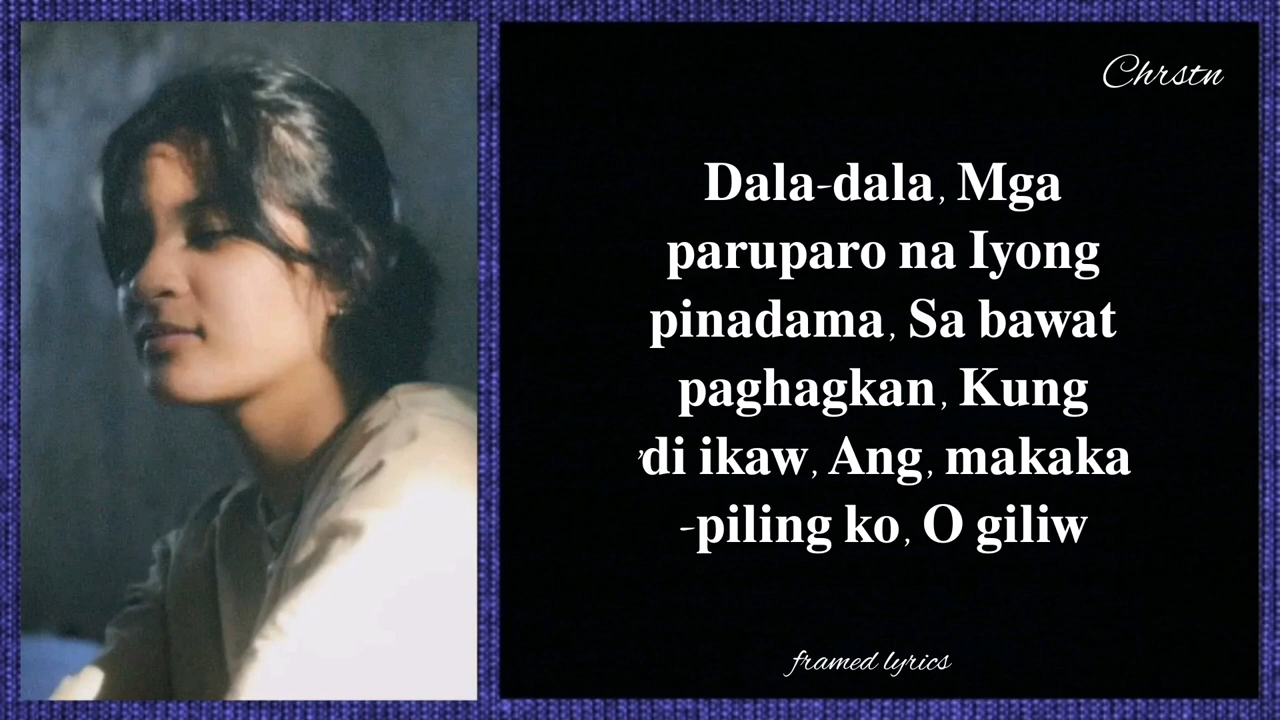 Chrstn
Dala-dala, Mga
paruparo na Iyong
pinadama, Sa bawat
paghagkan, Kung
'di ikaw, Ang, makaka
-piling ko, O giliw
framed lyrics